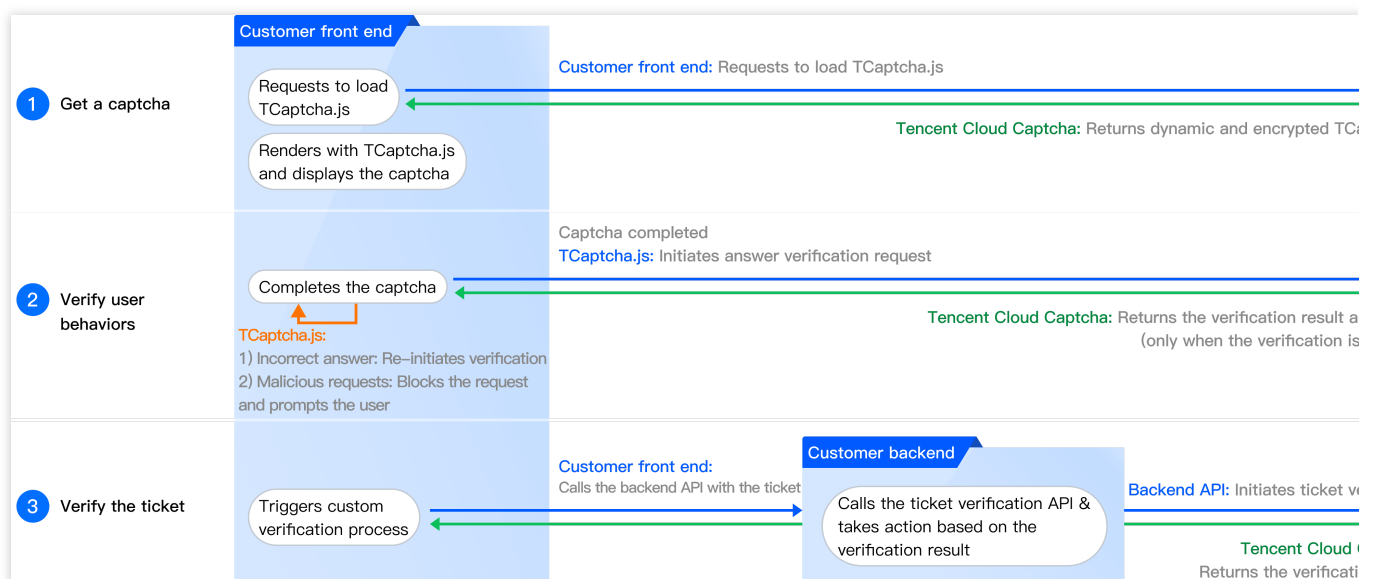 Customer front end
Customer front end: Requests to load TCaptcha.js
Requests to load
TCaptcha.js
1 Get a captcha
Tencent Cloud Captcha: Returns dynamic and encrypted
Renders with TCaptcha.js
and displays the captcha
Captcha completed
TCaptcha.js: Initiates answer verification request
Completes the captcha
2 Verify user
behaviors
Tencent Cloud Captcha: Returns the verification result
(only when the verification is
TCaptcha.js:
1) Incorrect answer: Re-initiates verification
2) Malicious requests: Blocks the request
and prompts the user
Customer backend
Customer front end:
Calls the backend API with the ticket
Backend API: Initiates ticket
3 Verify the ticket
Triggers custom
verification process
Calls the ticket verification API &
takes action based on the
verification result
Tencent Cloud
Returns the